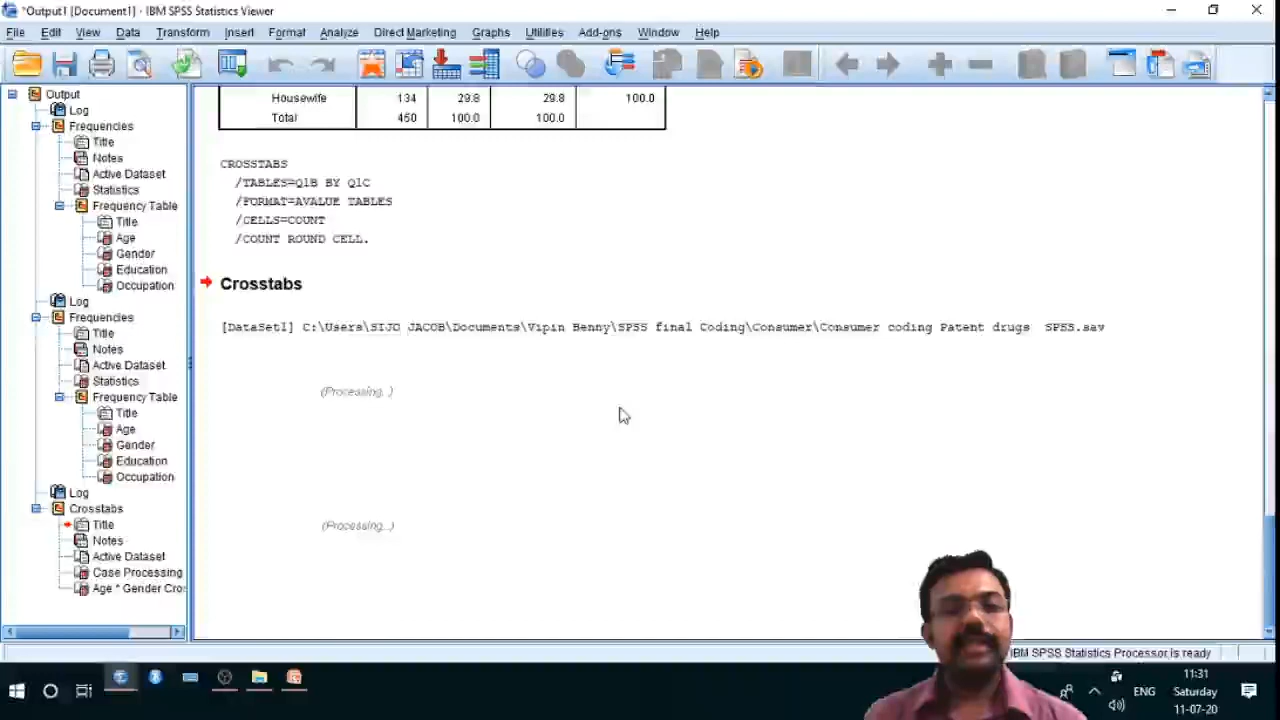 *Output1 [Document1] - IBM SPSS Statistics Viewer
File Edit View Data Transform Insert Format Analyze Direct Marketing Graphs Utilities Add-ons Window Help
Output
Log
Frequencies
Title
Notes
Active Dataset
Statistics
Frequency Table
Title
Age
Gender
Education
Occupation
Log
Frequencies
Title
Notes
Active Dataset
Statistics
Frequency Table
Title
Age
Gender
Education
Occupation
Log
Crosstabs
Title
Notes
Active Dataset
Case Processing
Age * Gender Cros
Housewife 134 29.8 29.8 100.0
Total 450 100.0 100.0
CROSSTABS
/TABLES=Q1B BY Q1C
/FORMAT=AVALUE TABLES
/CELLS=COUNT
/COUNT ROUND CELL.
Crosstabs
[DataSet1] C:\Users\SIJO JACOB\Documents\Vipin Benny\SPSS final Coding\Consumer\Consumer coding Patent drugs SPSS.sav
(Processing..)
(Processing...)
IBM SPSS Statistics Processor is ready
ENG
11:31
Saturday
11-07-20